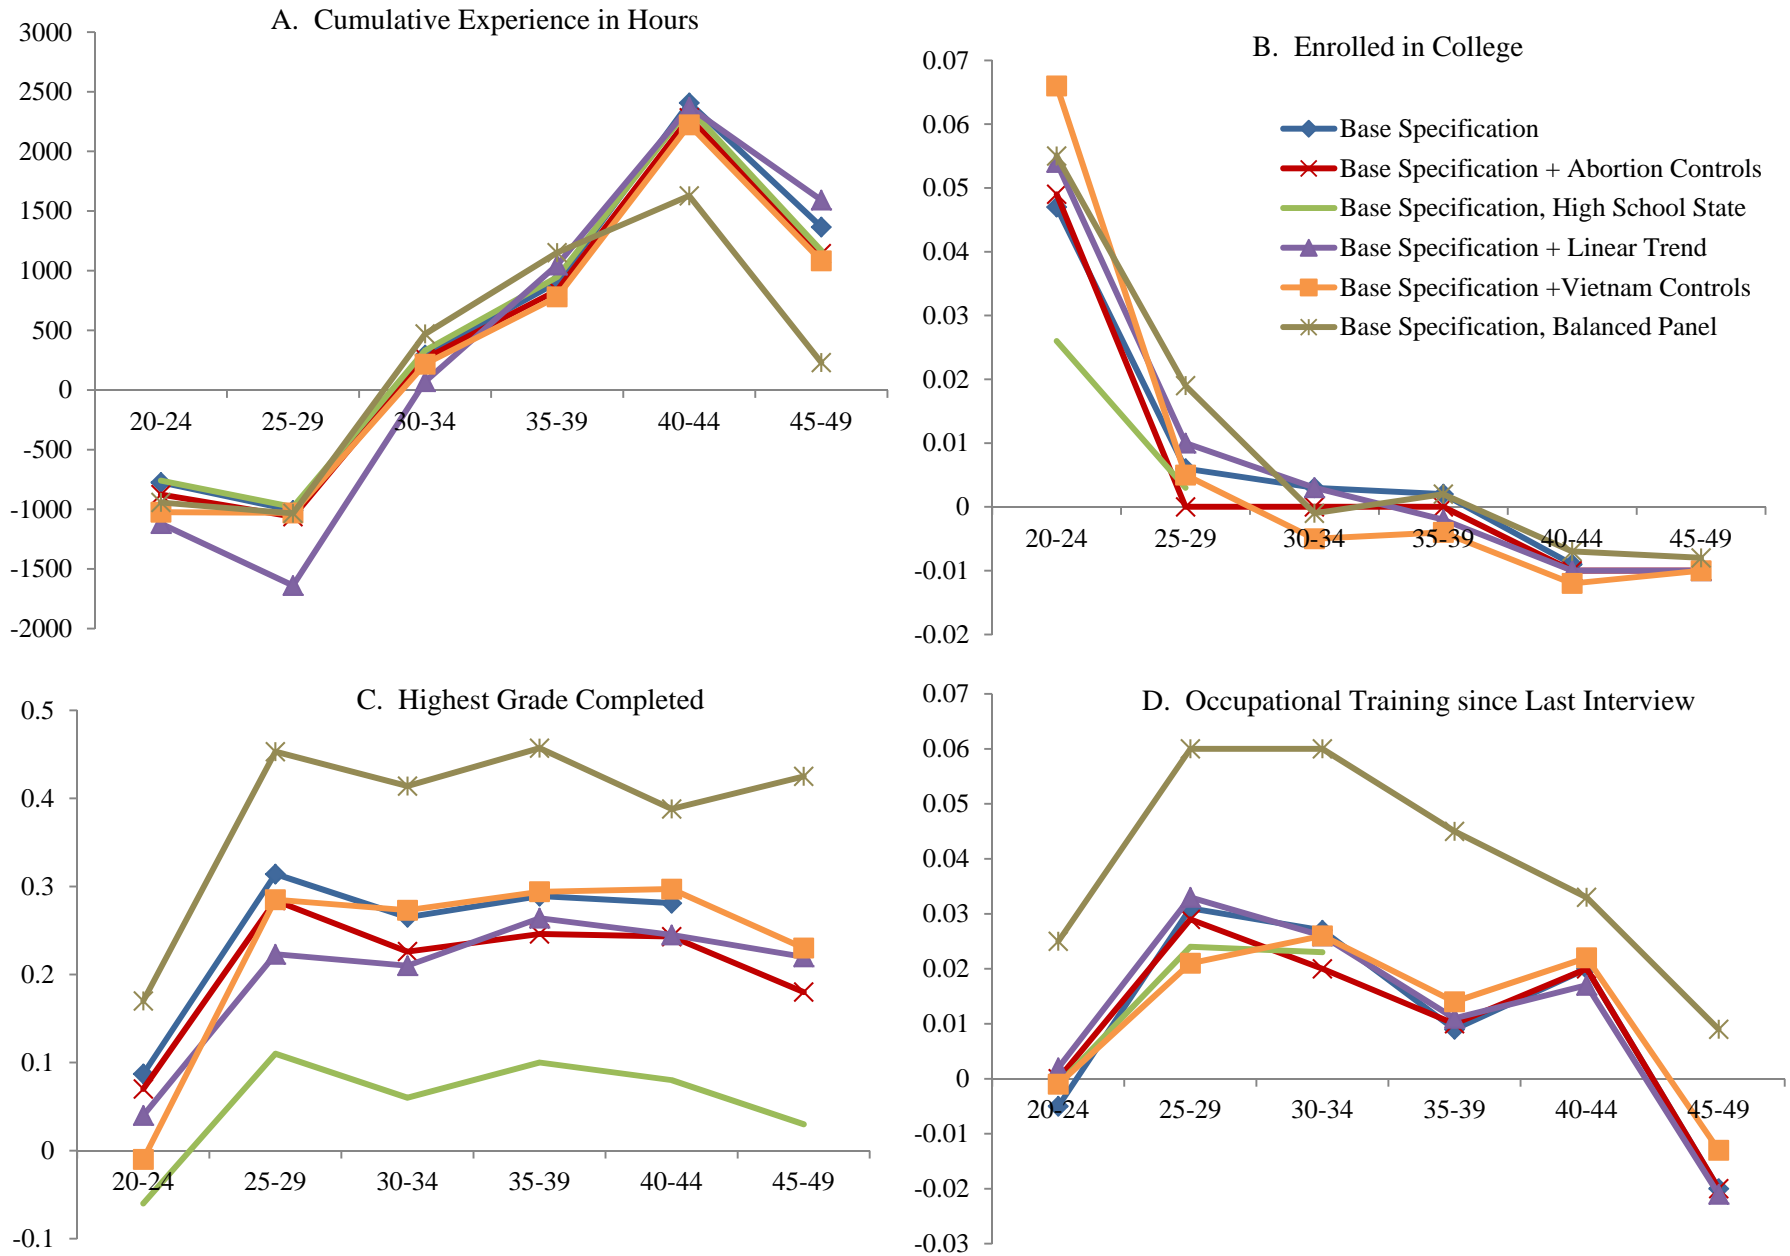 A. Cumulative Experience in Hours
3000
2500
2000
1500
1000
500
0
-500
-1000
-1500
-2000
20-24 25-29 30-34 35-39 40-44 45-49
B. Enrolled in College
0.07
0.06
0.05
0.04
0.03
0.02
0.01
0
-0.01
-0.02
20-24 25-29 30-34 35-39 40-44 45-49
Base Specification
Base Specification + Abortion Controls
Base Specification, High School State
Base Specification + Linear Trend
Base Specification +Vietnam Controls
Base Specification, Balanced Panel
C. Highest Grade Completed
0.5
0.4
0.3
0.2
0.1
0
-0.1
20-24 25-29 30-34 35-39 40-44 45-49
D. Occupational Training since Last Interview
0.07
0.06
0.05
0.04
0.03
0.02
0.01
0
-0.01
-0.02
-0.03
20-24 25-29 30-34 35-39 40-44 45-49